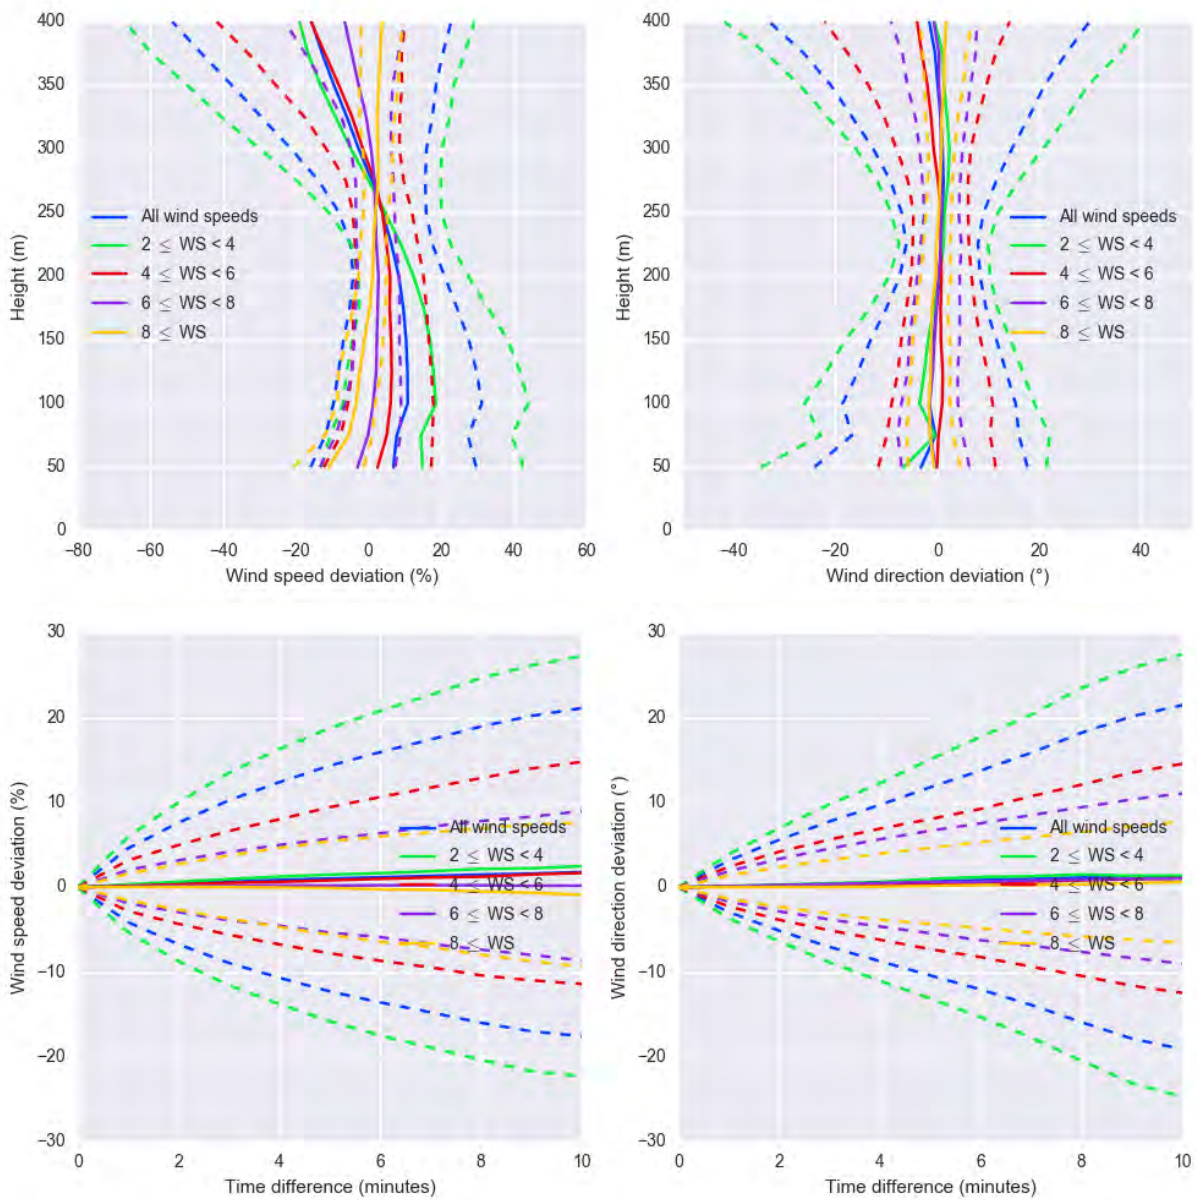 400
350
300
250
200
150
100
50
0
Height (m)
All wind speeds
2 ≤ WS < 4
4 ≤ WS < 6
6 ≤ WS < 8
8 ≤ WS
−80 −60 −40 −20 0 20 40 60
Wind speed deviation (%)
400
350
300
250
200
150
100
50
0
Height (m)
All wind speeds
2 ≤ WS < 4
4 ≤ WS < 6
6 ≤ WS < 8
8 ≤ WS
−40 −20 0 20 40
Wind direction deviation (°)
30
20
10
0
−10
−20
−30
Wind speed deviation (%)
All wind speeds
2 ≤ WS < 4
4 ≤ WS < 6
6 ≤ WS < 8
8 ≤ WS
0 2 4 6 8 10
Time difference (minutes)
30
20
10
0
−10
−20
−30
Wind direction deviation (°)
All wind speeds
2 ≤ WS < 4
4 ≤ WS < 6
6 ≤ WS < 8
8 ≤ WS
0 2 4 6 8 10
Time difference (minutes)